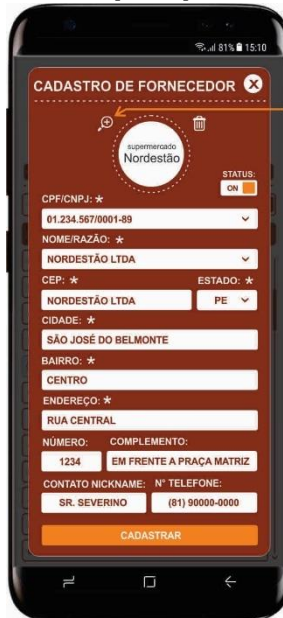 81% 15:10
CADASTRO DE FORNECEDOR X
supermercado
Nordestão
STATUS:
ON
CPF/CNPJ: *
01.234.567/0001-89
NOME/RAZÃO: *
NORDESTÃO LTDA
CEP: * ESTADO: *
NORDESTÃO LTDA PE
CIDADE: *
SÃO JOSÉ DO BELMONTE
BAIRRO: *
CENTRO
ENDEREÇO: *
RUA CENTRAL
NÚMERO: COMPLEMENTO:
1234 EM FRENTE A PRAÇA MATRIZ
CONTATO NICKNAME: N° TELEFONE:
SR. SEVERINO (81) 90000-0000
CADASTRAR